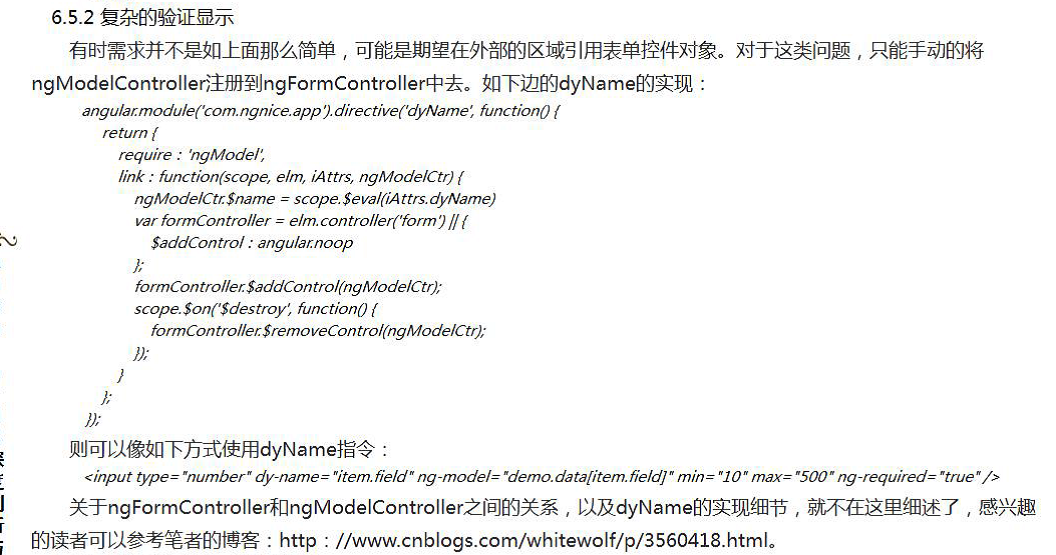 6.5.2 复杂的验证显示
有时需求并不是如上面那么简单，可能是期望在外部的区域引用表单控件对象。对于这类问题，只能手动的将
ngModelController注册到ngFormController中去。如下边的dyName的实现：
angular.module('com.ngnice.app').directive('dyName', function() {
return {
require : 'ngModel',
link : function(scope, elm, iAttrs, ngModelCtr) {
ngModelCtr.$name = scope.$eval(iAttrs.dyName)
var formController = elm.controller('form') || {
$addControl : angular.noop
};
formController.$addControl(ngModelCtr);
scope.$on('$destroy', function() {
formController.$removeControl(ngModelCtr);
});
}
};
});
则可以像如下方式使用dyName指令：
<input type="number" dy-name="item.field" ng-model="demo.data[item.field]" min="10" max="500" ng-required="true" />
关于ngFormController和ngModelController之间的关系，以及dyName的实现细节，就不在这里细述了，感兴趣
的读者可以参考笔者的博客：http：//www.cnblogs.com/whitewolf/p/3560418.html。